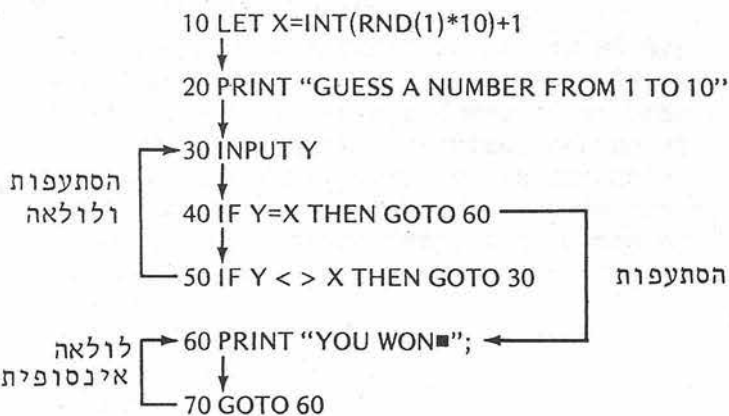 10 LET X=INT(RND(1)*10)+1
20 PRINT “GUESS A NUMBER FROM 1 TO 10”
30 INPUT Y
הסתעפות
ולולאה
40 IF Y=X THEN GOTO 60
50 IF Y < > X THEN GOTO 30
הסתעפות
60 PRINT “YOU WON■”;
לולאה
אינסופית
70 GOTO 60